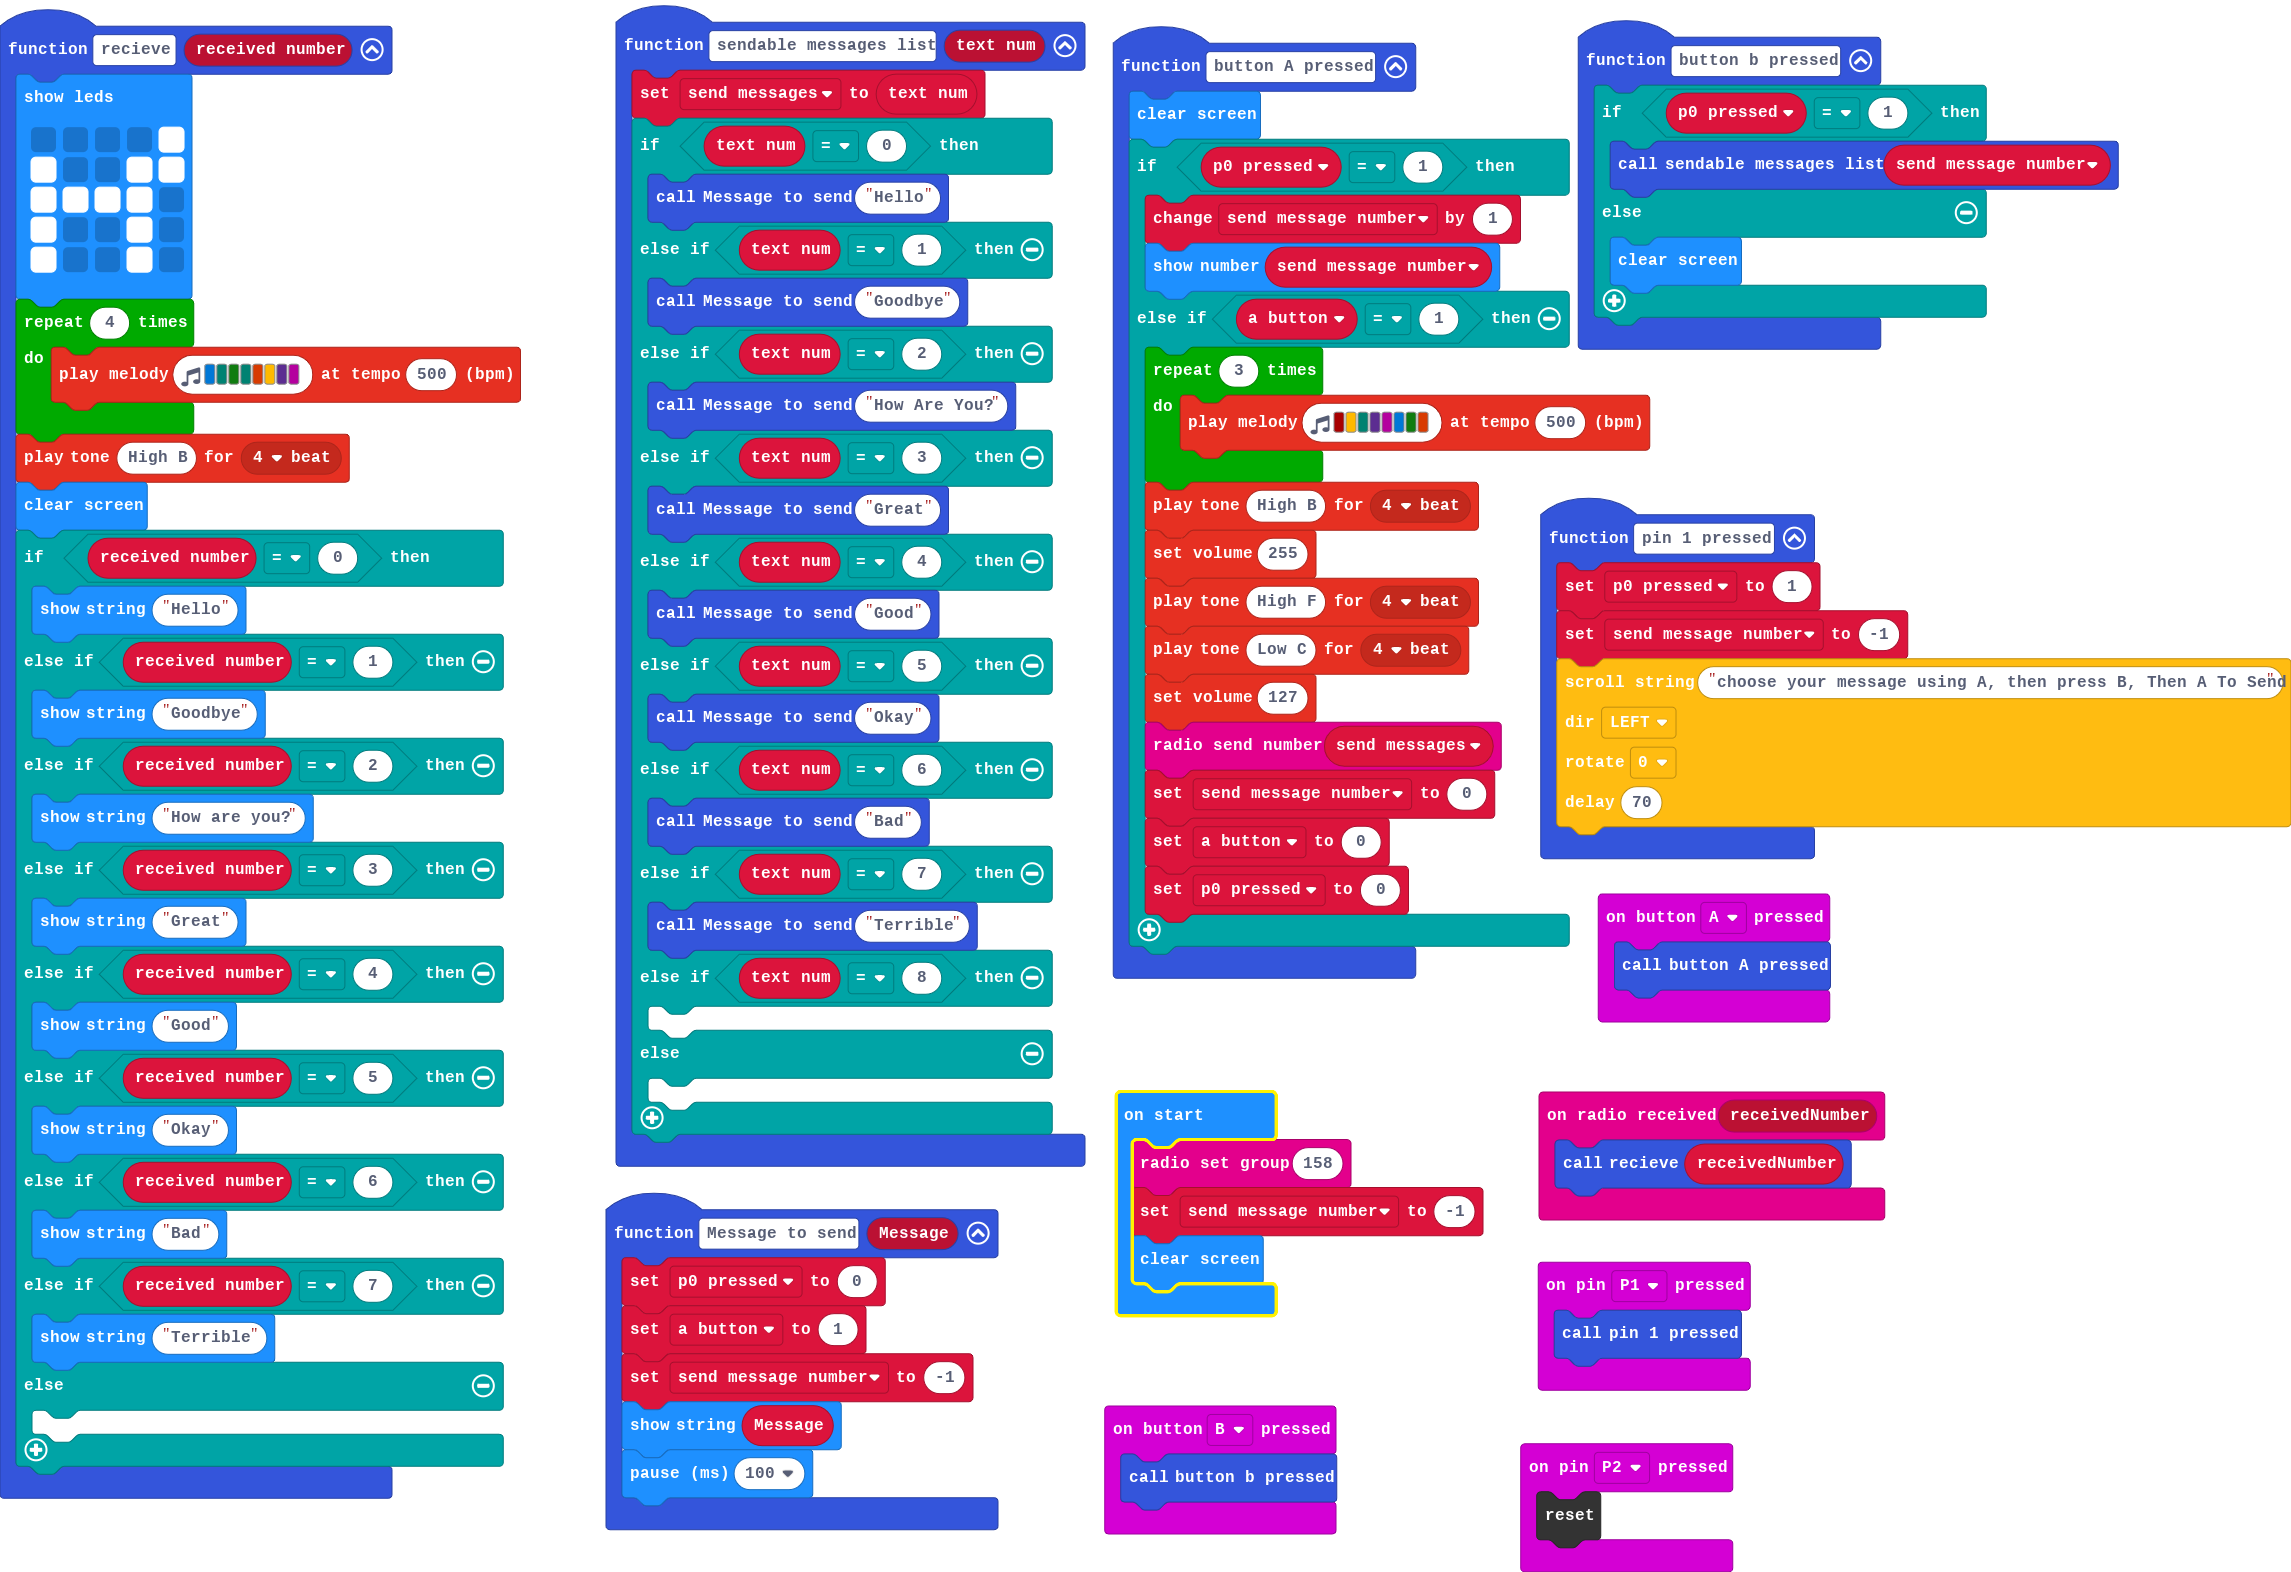 function recieve received number
show leds
repeat 4 times
do play melody at tempo 500 (bpm)
play tone High B for 4 beat
clear screen
if received number = 0 then
show string "Hello"
else if received number = 1 then
show string "Goodbye"
else if received number = 2 then
show string "How are you?"
else if received number = 3 then
show string "Great"
else if received number = 4 then
show string "Good"
else if received number = 5 then
show string "Okay"
else if received number = 6 then
show string "Bad"
else if received number = 7 then
show string "Terrible"
else
function sendable messages list text num
set send messages to text num
if text num = 0 then
call Message to send "Hello"
else if text num = 1 then
call Message to send "Goodbye"
else if text num = 2 then
call Message to send "How Are You?"
else if text num = 3 then
call Message to send "Great"
else if text num = 4 then
call Message to send "Good"
else if text num = 5 then
call Message to send "Okay"
else if text num = 6 then
call Message to send "Bad"
else if text num = 7 then
call Message to send "Terrible"
else if text num = 8 then
else
function Message to send Message
set p0 pressed to 0
set a button to 1
set send message number to -1
show string Message
pause (ms) 100
function button A pressed
clear screen
if p0 pressed = 1 then
change send message number by 1
show number send message number
else if a button = 1 then
repeat 3 times
do play melody at tempo 500 (bpm)
play tone High B for 4 beat
set volume 255
play tone High F for 4 beat
play tone Low C for 4 beat
set volume 127
radio send number send messages
set send message number to 0
set a button to 0
set p0 pressed to 0
on start
radio set group 158
set send message number to -1
clear screen
on button B pressed
call button b pressed
function button b pressed
if p0 pressed = 1 then
call sendable messages list send message number
else
clear screen
function pin 1 pressed
set p0 pressed to 1
set send message number to -1
scroll string "choose your message using A, then press B, Then A To Send"
dir LEFT
rotate 0
delay 70
on button A pressed
call button A pressed
on radio received receivedNumber
call recieve receivedNumber
on pin P1 pressed
call pin 1 pressed
on pin P2 pressed
reset